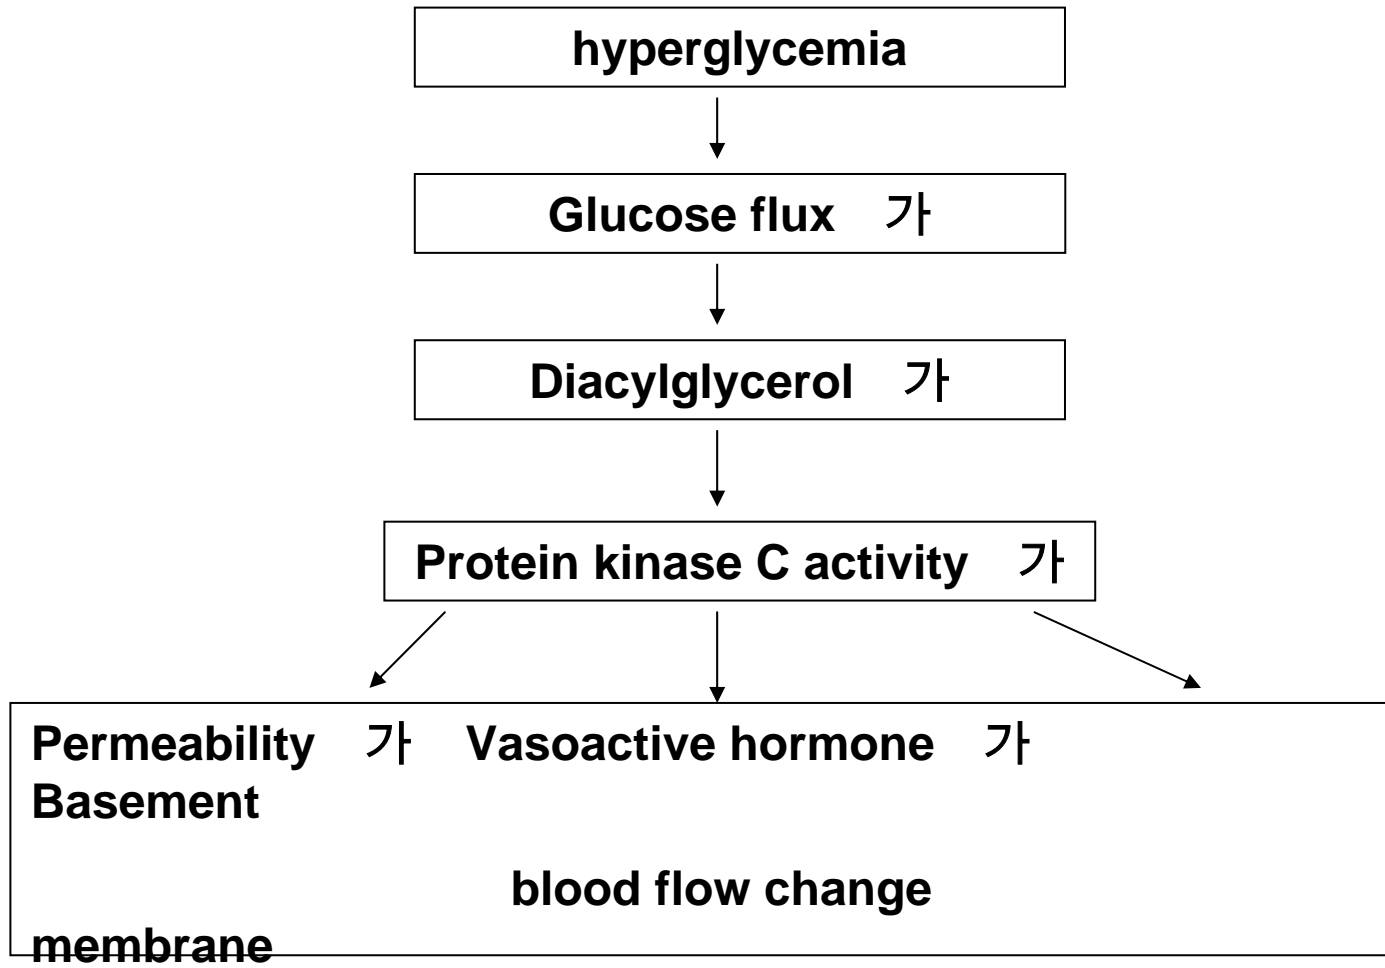 hyperglycemia
Glucose flux 가
Diacylglycerol 가
Protein kinase C activity 가
Permeability 가 Vasoactive hormone 가
Basement
blood flow change
membrane